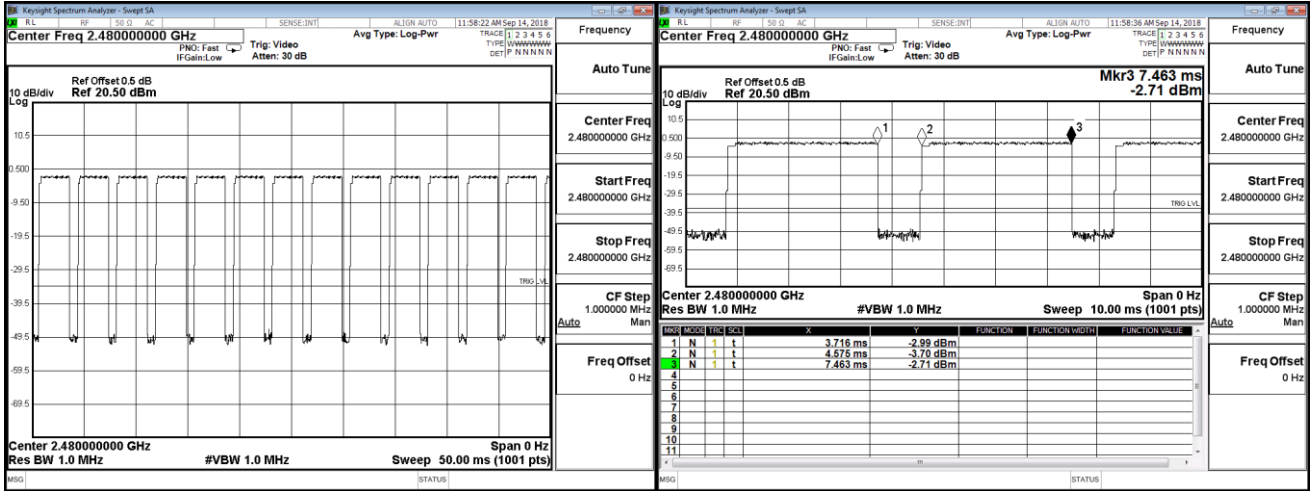 Keysight Spectrum Analyzer - Swept SA
RL RF 50 Ω AC SENSE:INT ALIGN AUTO 11:58:22 AM Sep 14, 2018
Center Freq 2.480000000 GHz
PNO: Fast
IFGain:Low
Trig: Video
Atten: 30 dB
Avg Type: Log-Pwr
TRACE 1 2 3 4 5 6
TYPE WWWWWW
DET P NNNNN
Ref Offset 0.5 dB
10 dB/div Ref 20.50 dBm
Log
10.5
0.500
-9.50
-19.5
-29.5
TRIG LVL
-39.5
-49.5
-59.5
-69.5
Center 2.480000000 GHz Span 0 Hz
Res BW 1.0 MHz #VBW 1.0 MHz Sweep 50.00 ms (1001 pts)
MSG STATUS
Frequency
Auto Tune
Center Freq
2.480000000 GHz
Start Freq
2.480000000 GHz
Stop Freq
2.480000000 GHz
CF Step
1.000000 MHz
Auto Man
Freq Offset
0 Hz
Keysight Spectrum Analyzer - Swept SA
RL RF 50 Ω AC SENSE:INT ALIGN AUTO 11:58:36 AM Sep 14, 2018
Center Freq 2.480000000 GHz
PNO: Fast
IFGain:Low
Trig: Video
Atten: 30 dB
Avg Type: Log-Pwr
TRACE 1 2 3 4 5 6
TYPE WWWWWW
DET P NNNNN
Mkr3 7.463 ms
-2.71 dBm
Ref Offset 0.5 dB
10 dB/div Ref 20.50 dBm
Log
10.5
0.500
-9.50
-19.5
-29.5
-39.5
-49.5
-59.5
-69.5
1
2
3
TRIG LVL
Center 2.480000000 GHz Span 0 Hz
Res BW 1.0 MHz #VBW 1.0 MHz Sweep 10.00 ms (1001 pts)
MKR MODE TRC SCL X Y FUNCTION FUNCTION WIDTH FUNCTION VALUE
1 N 1 t 3.716 ms -2.99 dBm
2 N 1 t 4.575 ms -3.70 dBm
3 N 1 t 7.463 ms -2.71 dBm
4
5
6
7
8
9
10
11
MSG STATUS
Frequency
Auto Tune
Center Freq
2.480000000 GHz
Start Freq
2.480000000 GHz
Stop Freq
2.480000000 GHz
CF Step
1.000000 MHz
Auto Man
Freq Offset
0 Hz